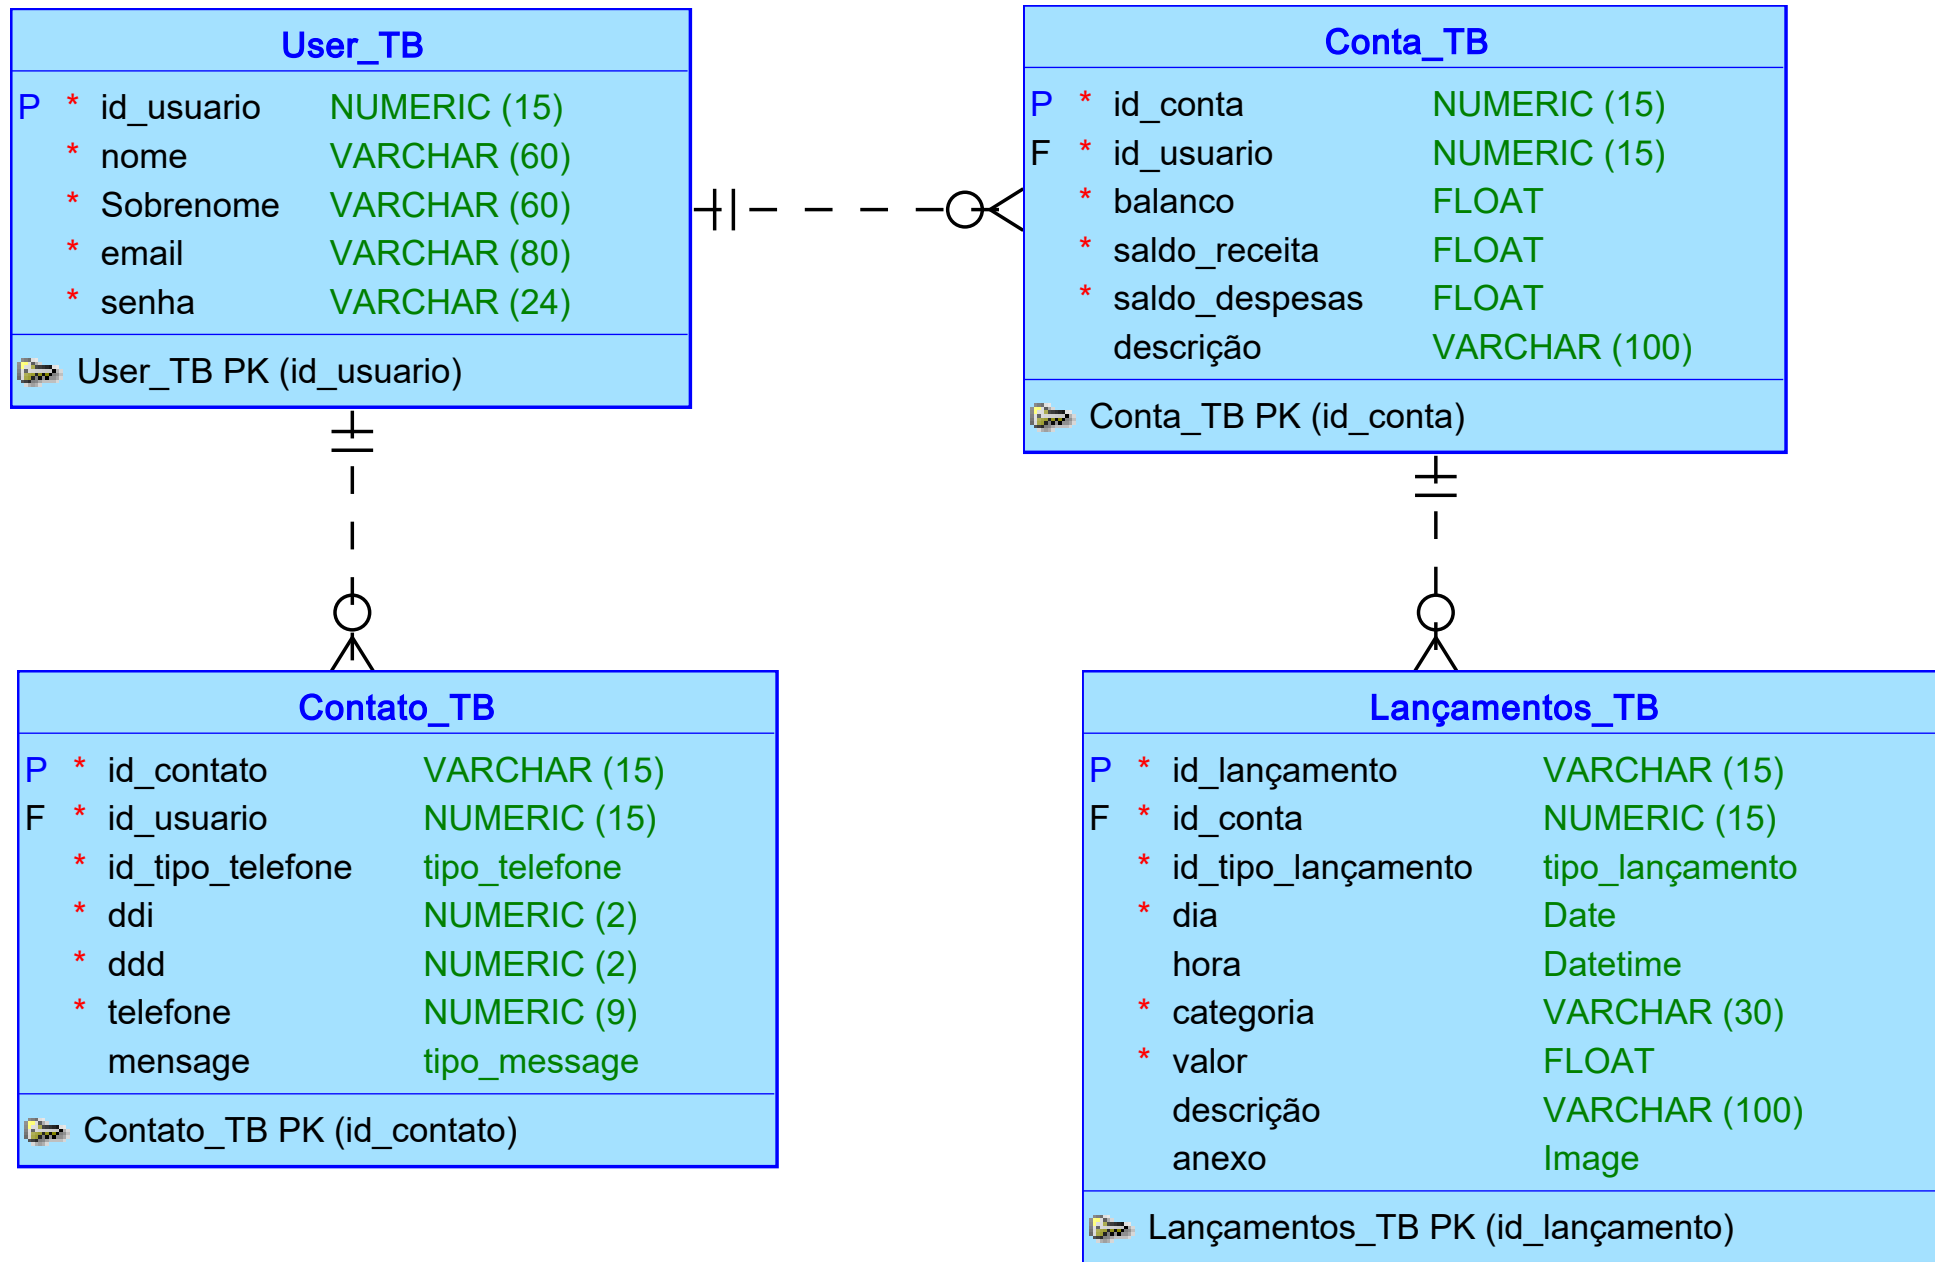 User_TB
P * id_usuario NUMERIC (15)
* nome VARCHAR (60)
* Sobrenome VARCHAR (60)
* email VARCHAR (80)
* senha VARCHAR (24)
User_TB PK (id_usuario)
Conta_TB
P * id_conta NUMERIC (15)
F * id_usuario NUMERIC (15)
* balanco FLOAT
* saldo_receita FLOAT
* saldo_despesas FLOAT
descrição VARCHAR (100)
Conta_TB PK (id_conta)
Contato_TB
P * id_contato VARCHAR (15)
F * id_usuario NUMERIC (15)
* id_tipo_telefone tipo_telefone
* ddi NUMERIC (2)
* ddd NUMERIC (2)
* telefone NUMERIC (9)
mensage tipo_message
Contato_TB PK (id_contato)
Lançamentos_TB
P * id_lançamento VARCHAR (15)
F * id_conta NUMERIC (15)
* id_tipo_lançamento tipo_lançamento
* dia Date
hora Datetime
* categoria VARCHAR (30)
* valor FLOAT
descrição VARCHAR (100)
anexo Image
Lançamentos_TB PK (id_lançamento)